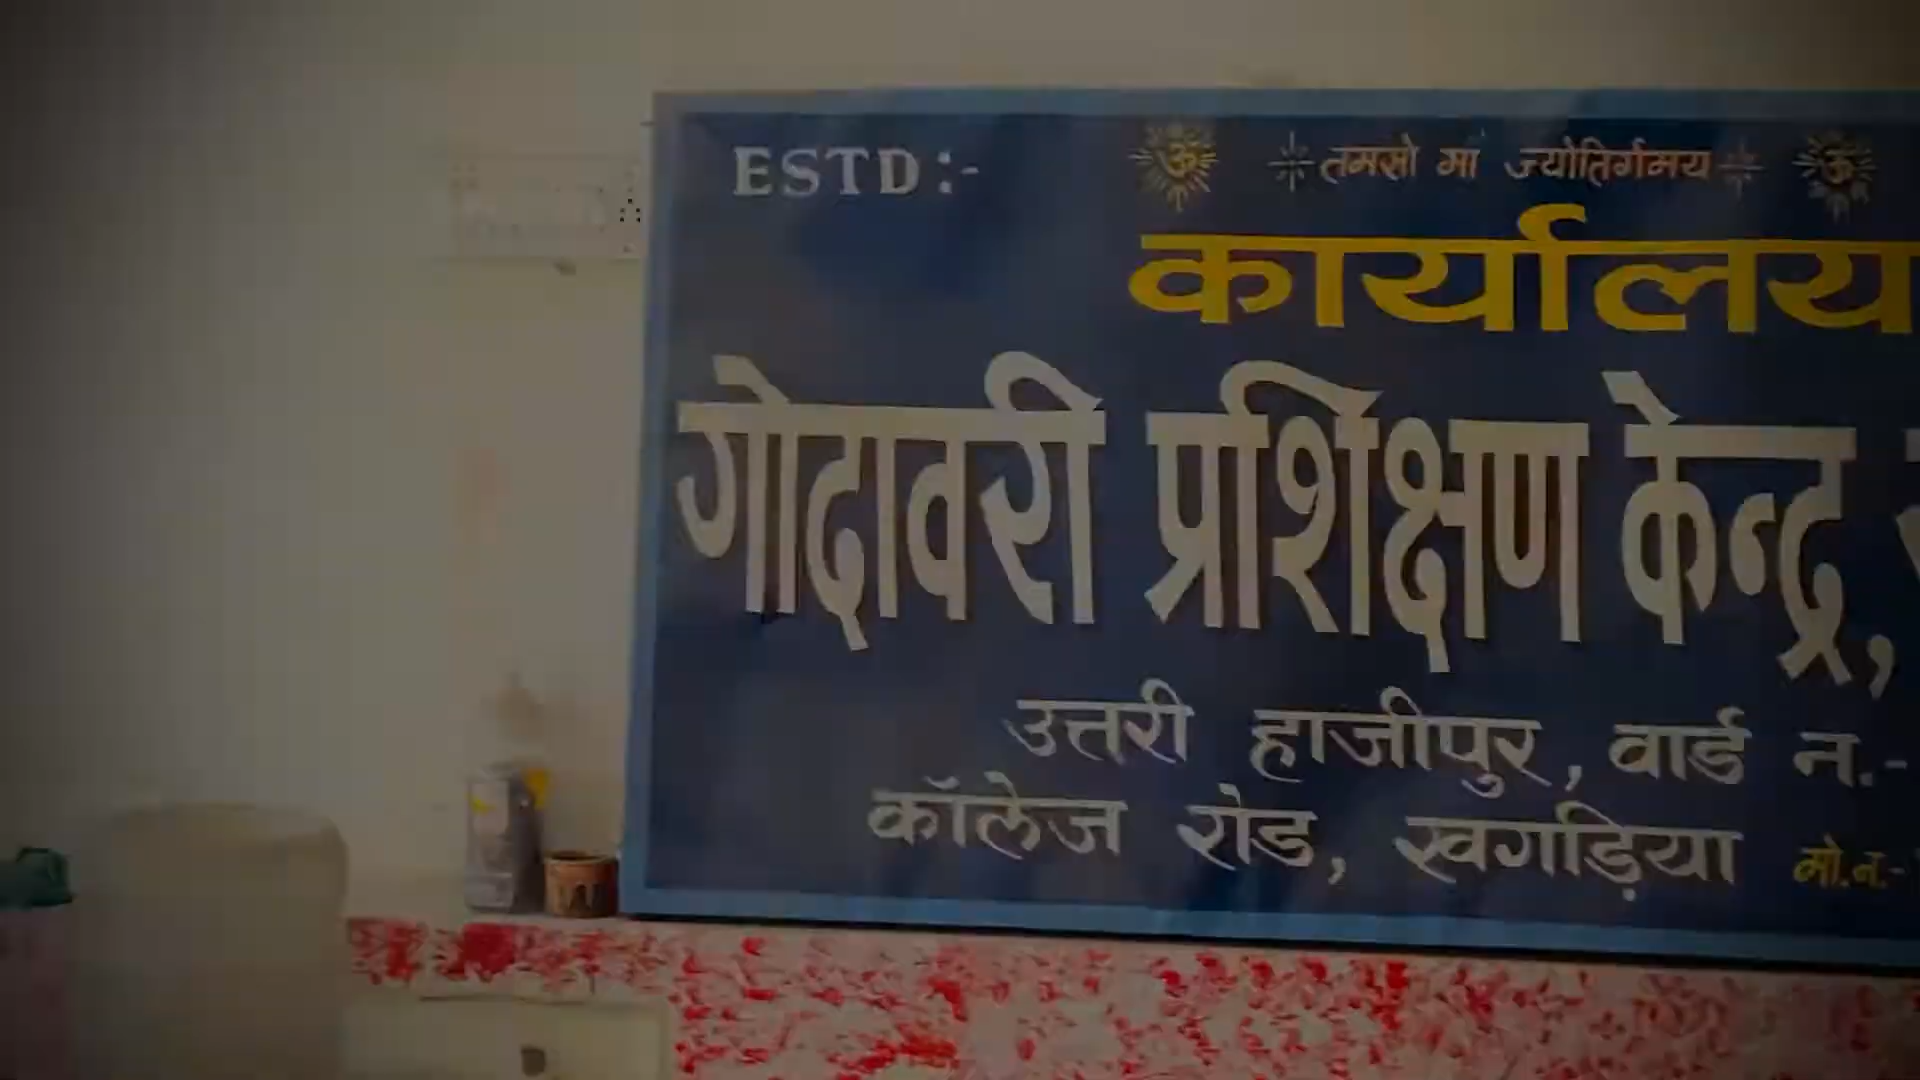 ESTD:-
ॐ तमसो मां ज्योतिर्गमय ॐ
कार्यालय
गोदावरी प्रशिक्षण केन्द्र,
उत्तरी हाजीपुर, वार्ड न.-
कॉलेज रोड, खगड़िया मो.न.-